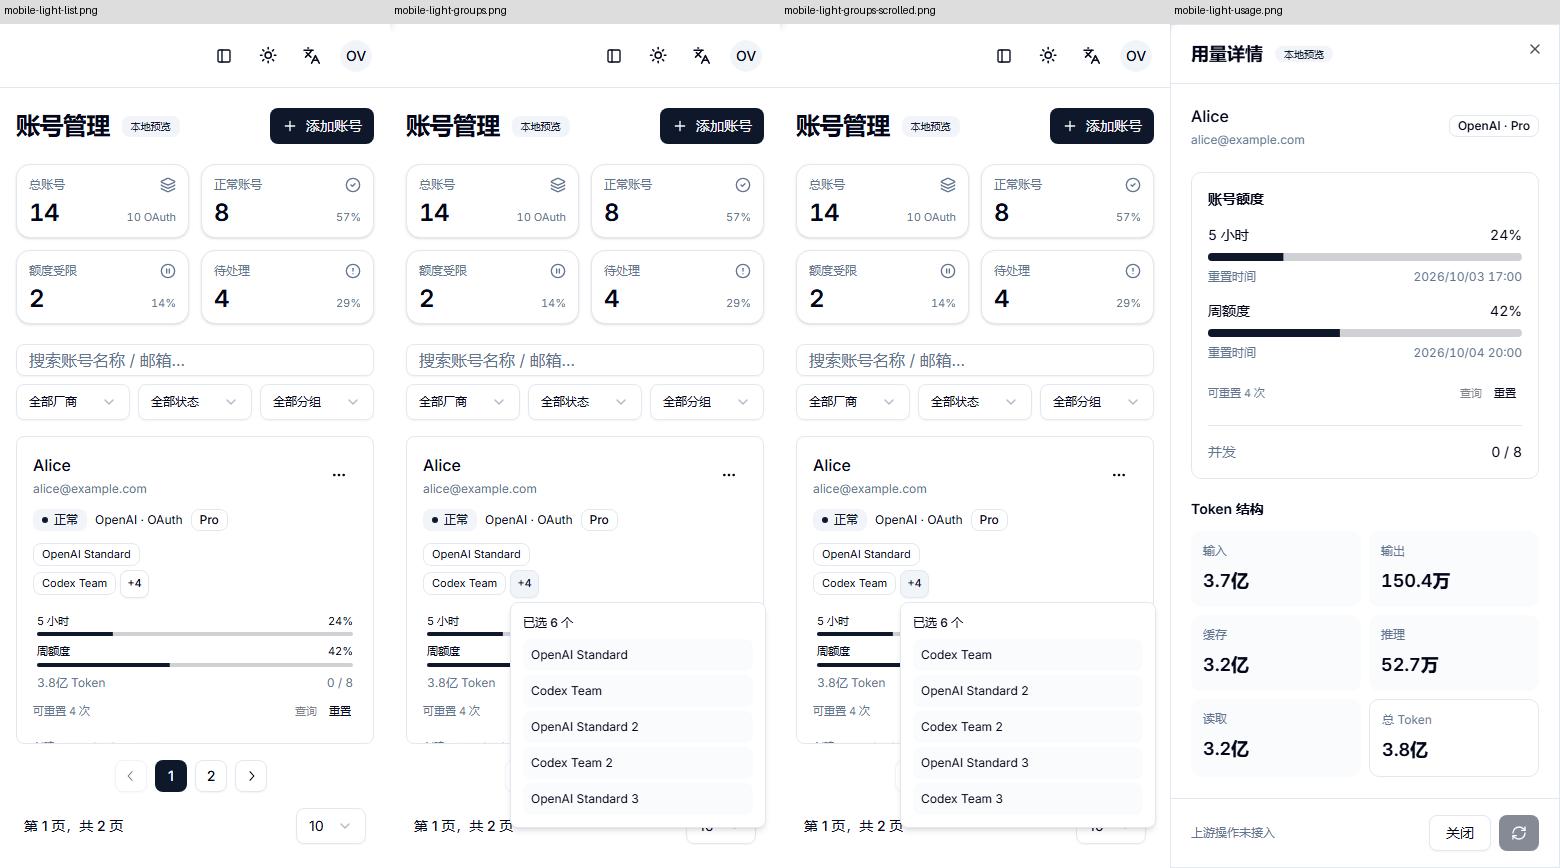 mobile-light-list.png
OV
账号管理
本地预览
添加账号
总账号
14
10 OAuth
正常账号
8
57%
额度受限
2
14%
待处理
4
29%
搜索账号名称 / 邮箱...
全部厂商
全部状态
全部分组
Alice
alice@example.com
正常
OpenAI · OAuth
Pro
OpenAI Standard
Codex Team
+4
5 小时
24%
周额度
42%
3.8亿 Token
0 / 8
可重置 4 次
查询
重置
1
2
第 1 页，共 2 页
10
mobile-light-groups.png
OV
账号管理
本地预览
添加账号
总账号
14
10 OAuth
正常账号
8
57%
额度受限
2
14%
待处理
4
29%
搜索账号名称 / 邮箱...
全部厂商
全部状态
全部分组
Alice
alice@example.com
正常
OpenAI · OAuth
Pro
OpenAI Standard
Codex Team
+4
5 小时
周额度
3.8亿 Token
可重置 4 次
已选 6 个
OpenAI Standard
Codex Team
OpenAI Standard 2
Codex Team 2
OpenAI Standard 3
第 1 页，共 2 页
mobile-light-groups-scrolled.png
OV
账号管理
本地预览
添加账号
总账号
14
10 OAuth
正常账号
8
57%
额度受限
2
14%
待处理
4
29%
搜索账号名称 / 邮箱...
全部厂商
全部状态
全部分组
Alice
alice@example.com
正常
OpenAI · OAuth
Pro
OpenAI Standard
Codex Team
+4
5 小时
周额度
3.8亿 Token
可重置 4 次
已选 6 个
Codex Team
OpenAI Standard 2
Codex Team 2
OpenAI Standard 3
Codex Team 3
第 1 页，共 2 页
mobile-light-usage.png
用量详情
本地预览
Alice
alice@example.com
OpenAI · Pro
账号额度
5 小时
24%
重置时间
2026/10/03 17:00
周额度
42%
重置时间
2026/10/04 20:00
可重置 4 次
查询
重置
并发
0 / 8
Token 结构
输入
3.7亿
输出
150.4万
缓存
3.2亿
推理
52.7万
读取
3.2亿
总 Token
3.8亿
上游操作未接入
关闭